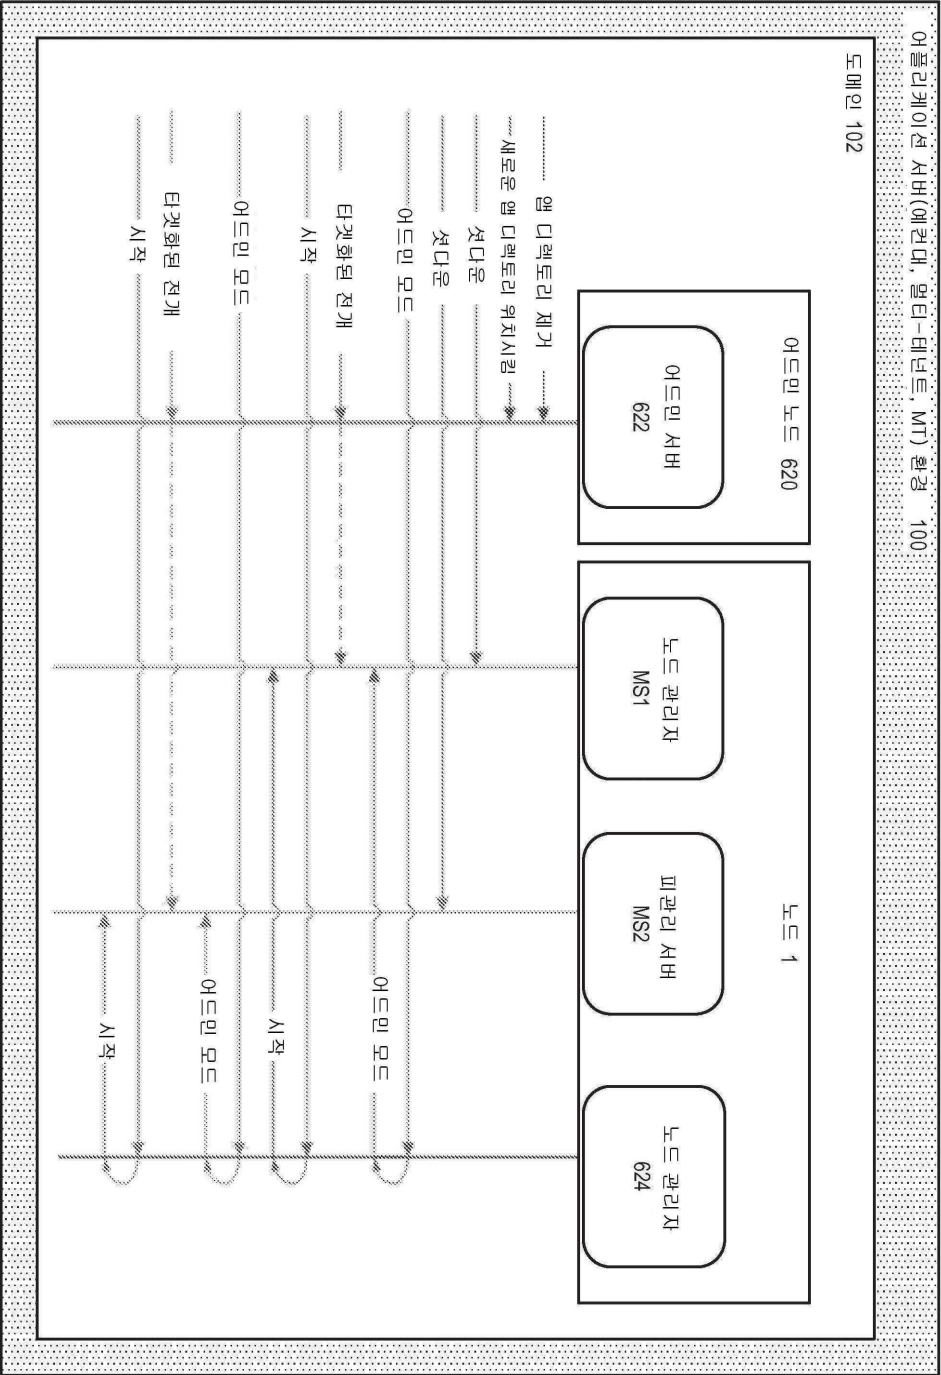 어플리케이션 서버(예컨대, 멀티-테넌트, MT) 환경 100
도메인 102
어드민 노드 620
어드민 서버
622
노드 1
노드 관리자
MS1
피관리 서버
MS2
노드 관리자
624
앱 디렉토리 제거
새로운 앱 디렉토리 위치시킴
셧다운
셧다운
어드민 모드
어드민 모드
타겟화된 전개
시작
시작
어드민 모드
어드민 모드
타겟화된 전개
시작
시작